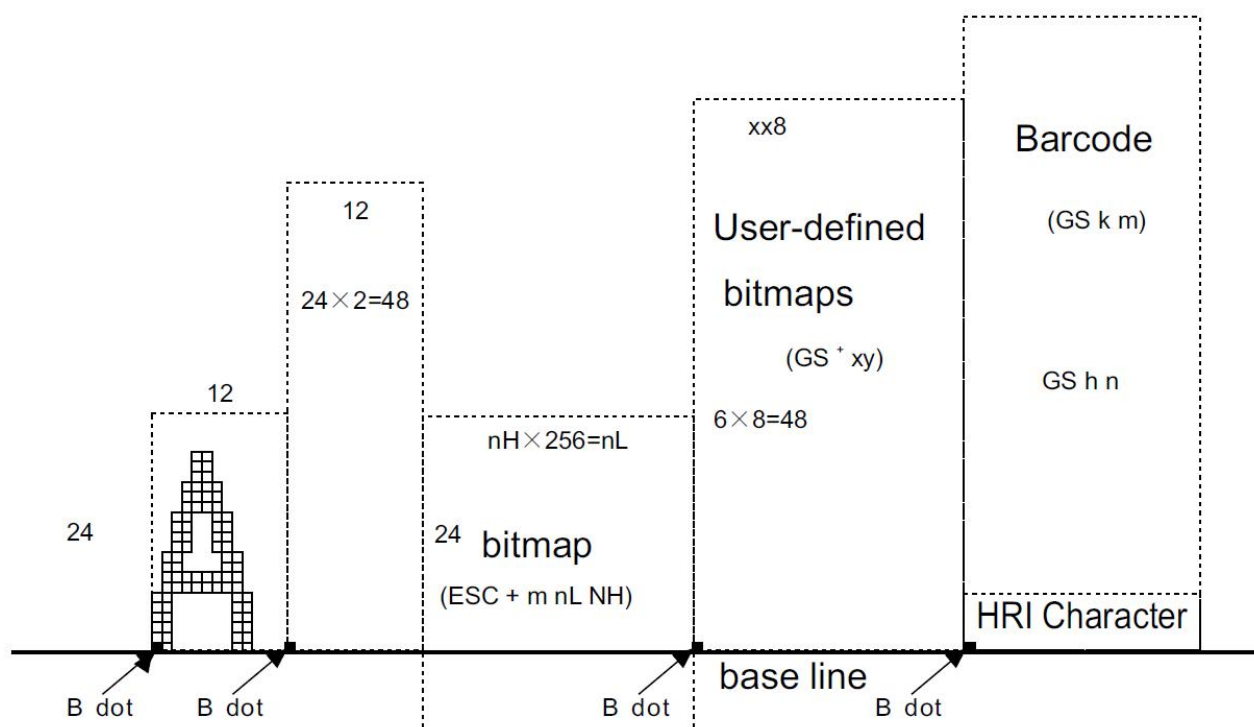 xx8
Barcode
12
User-defined
(GS k m)
24×2=48
bitmaps
(GS + xy)
GS h n
12
6×8=48
nH×256=nL
24
24
bitmap
(ESC + m nL NH)
HRI Character
base line
B dot
B dot
B dot
B dot